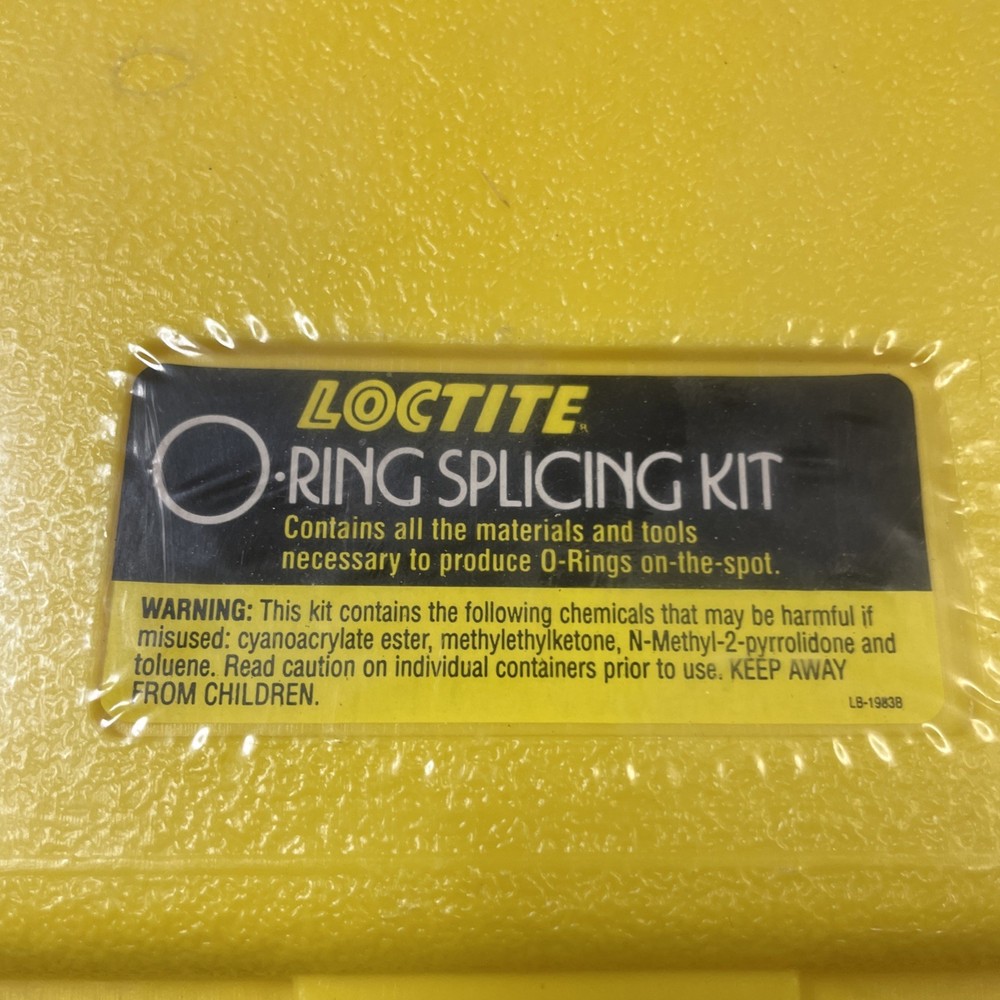 LOCTITE®
O-RING SPLICING KIT
Contains all the materials and tools
necessary to produce O-Rings on-the-spot.
WARNING: This kit contains the following chemicals that may be harmful if
misused: cyanoacrylate ester, methylethylketone, N-Methyl-2-pyrrolidone and
toluene. Read caution on individual containers prior to use. KEEP AWAY
FROM CHILDREN.
LB-1983B